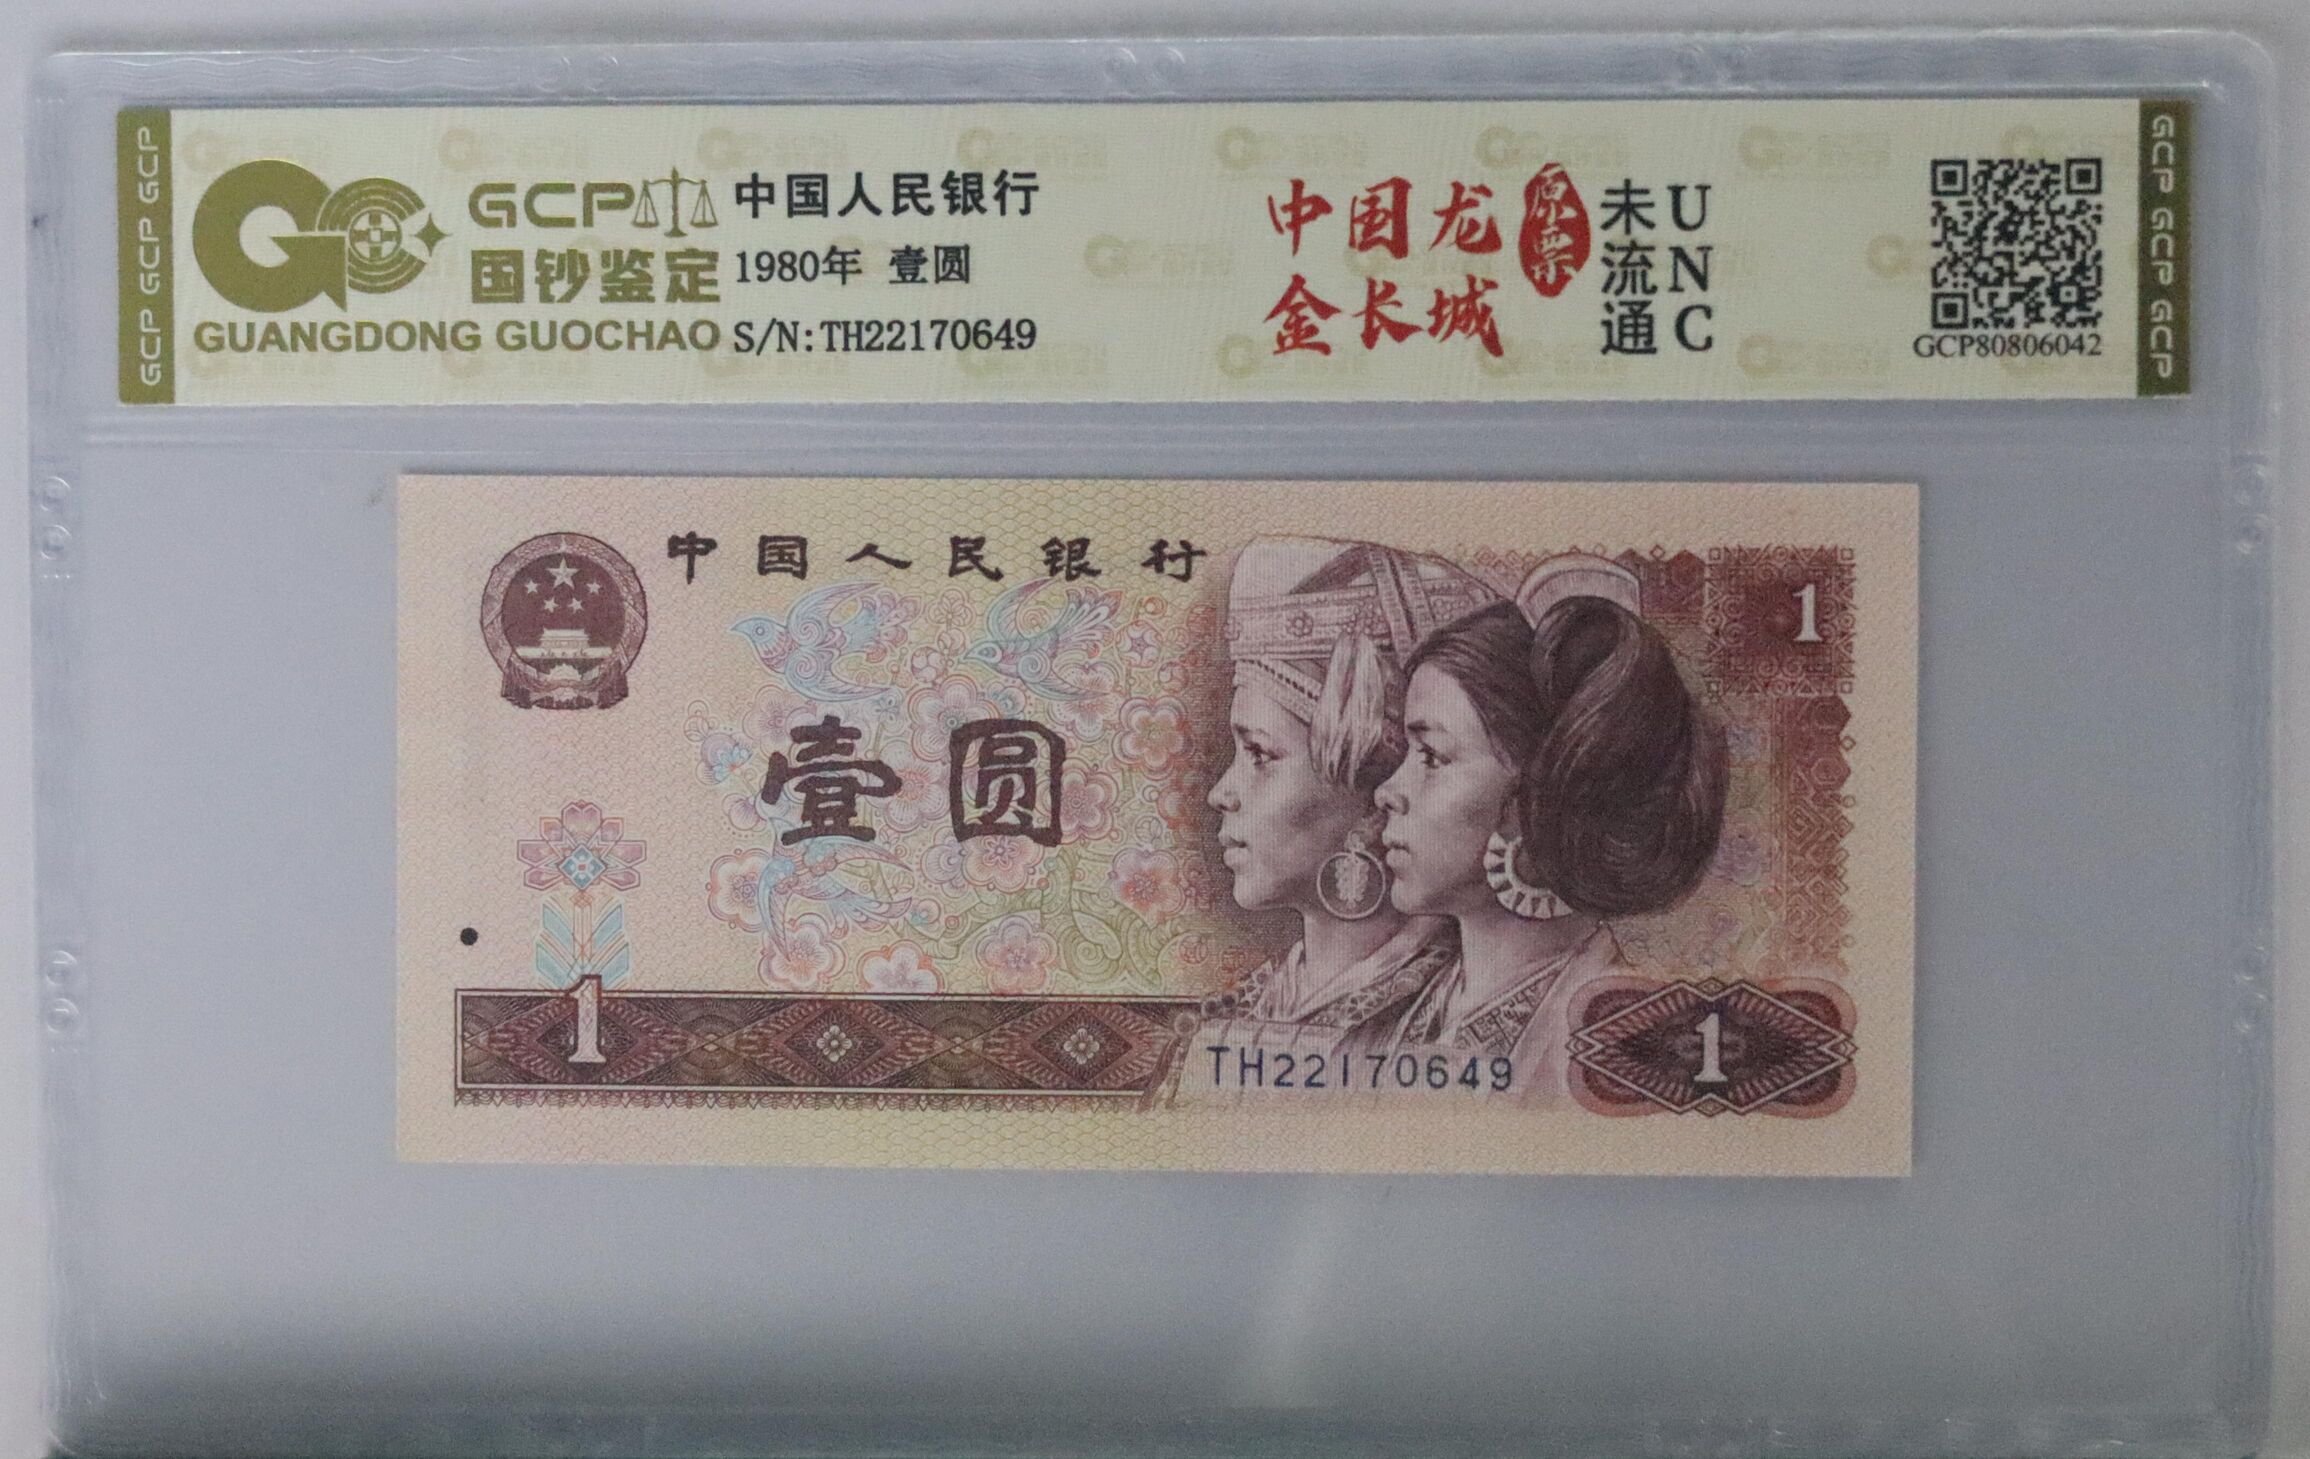 GCP GCP GCP
GCP 中国人民银行
国钞鉴定 1980年 壹圆
GUANGDONG GUOCHAO S/N:TH22170649
中国龙
金长城
原票
未流通
UNC
GCP80806042
GCP GCP GCP
中国人民银行
1
壹圆
1
TH22170649
1